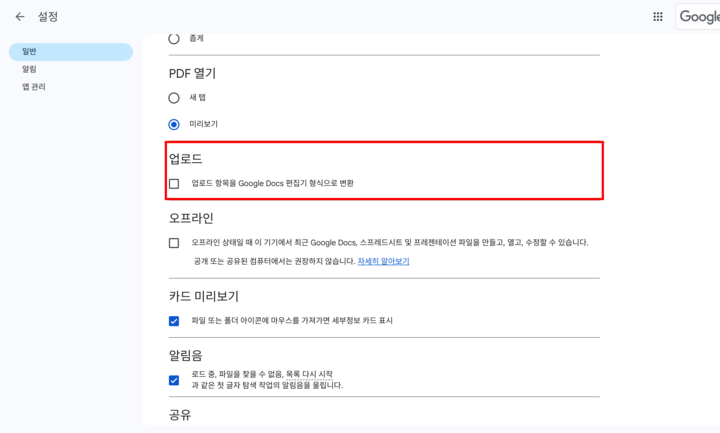 설정
Google
일반
알림
앱 관리
좁게
PDF 열기
새 탭
미리보기
업로드
업로드 항목을 Google Docs 편집기 형식으로 변환
오프라인
오프라인 상태일 때 이 기기에서 최근 Google Docs, 스프레드시트 및 프레젠테이션 파일을 만들고, 열고, 수정할 수 있습니다.
공개 또는 공유된 컴퓨터에서는 권장하지 않습니다. 자세히 알아보기
카드 미리보기
파일 또는 폴더 아이콘에 마우스를 가져가면 세부정보 카드 표시
알림음
로드 중, 파일을 찾을 수 없음, 목록 다시 시작
과 같은 첫 글자 탐색 작업의 알림음을 울립니다.
공유